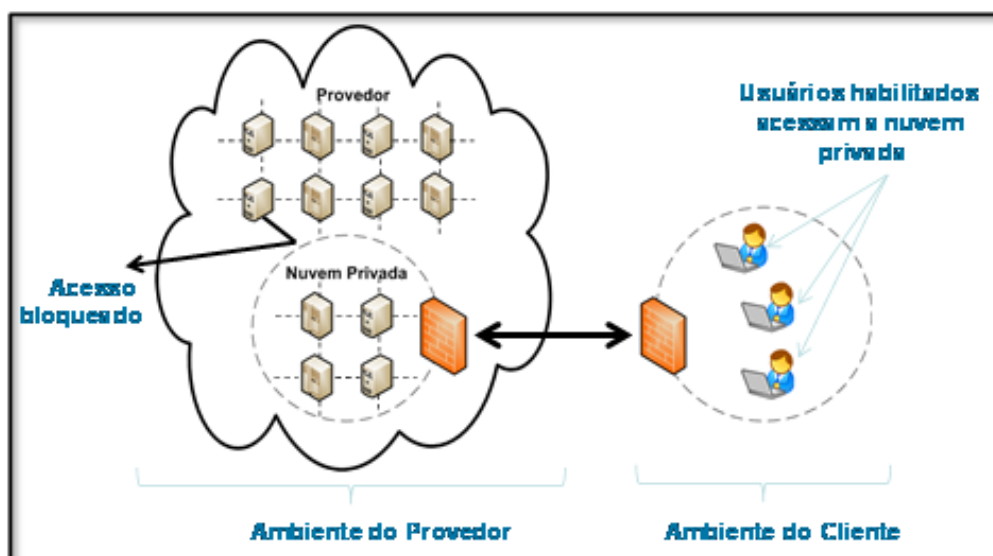 Provedor
Usuários habilitados
acessam a nuvem
privada
Nuvem Privada
Acesso
bloqueado
Ambiente do Provedor
Ambiente do Cliente